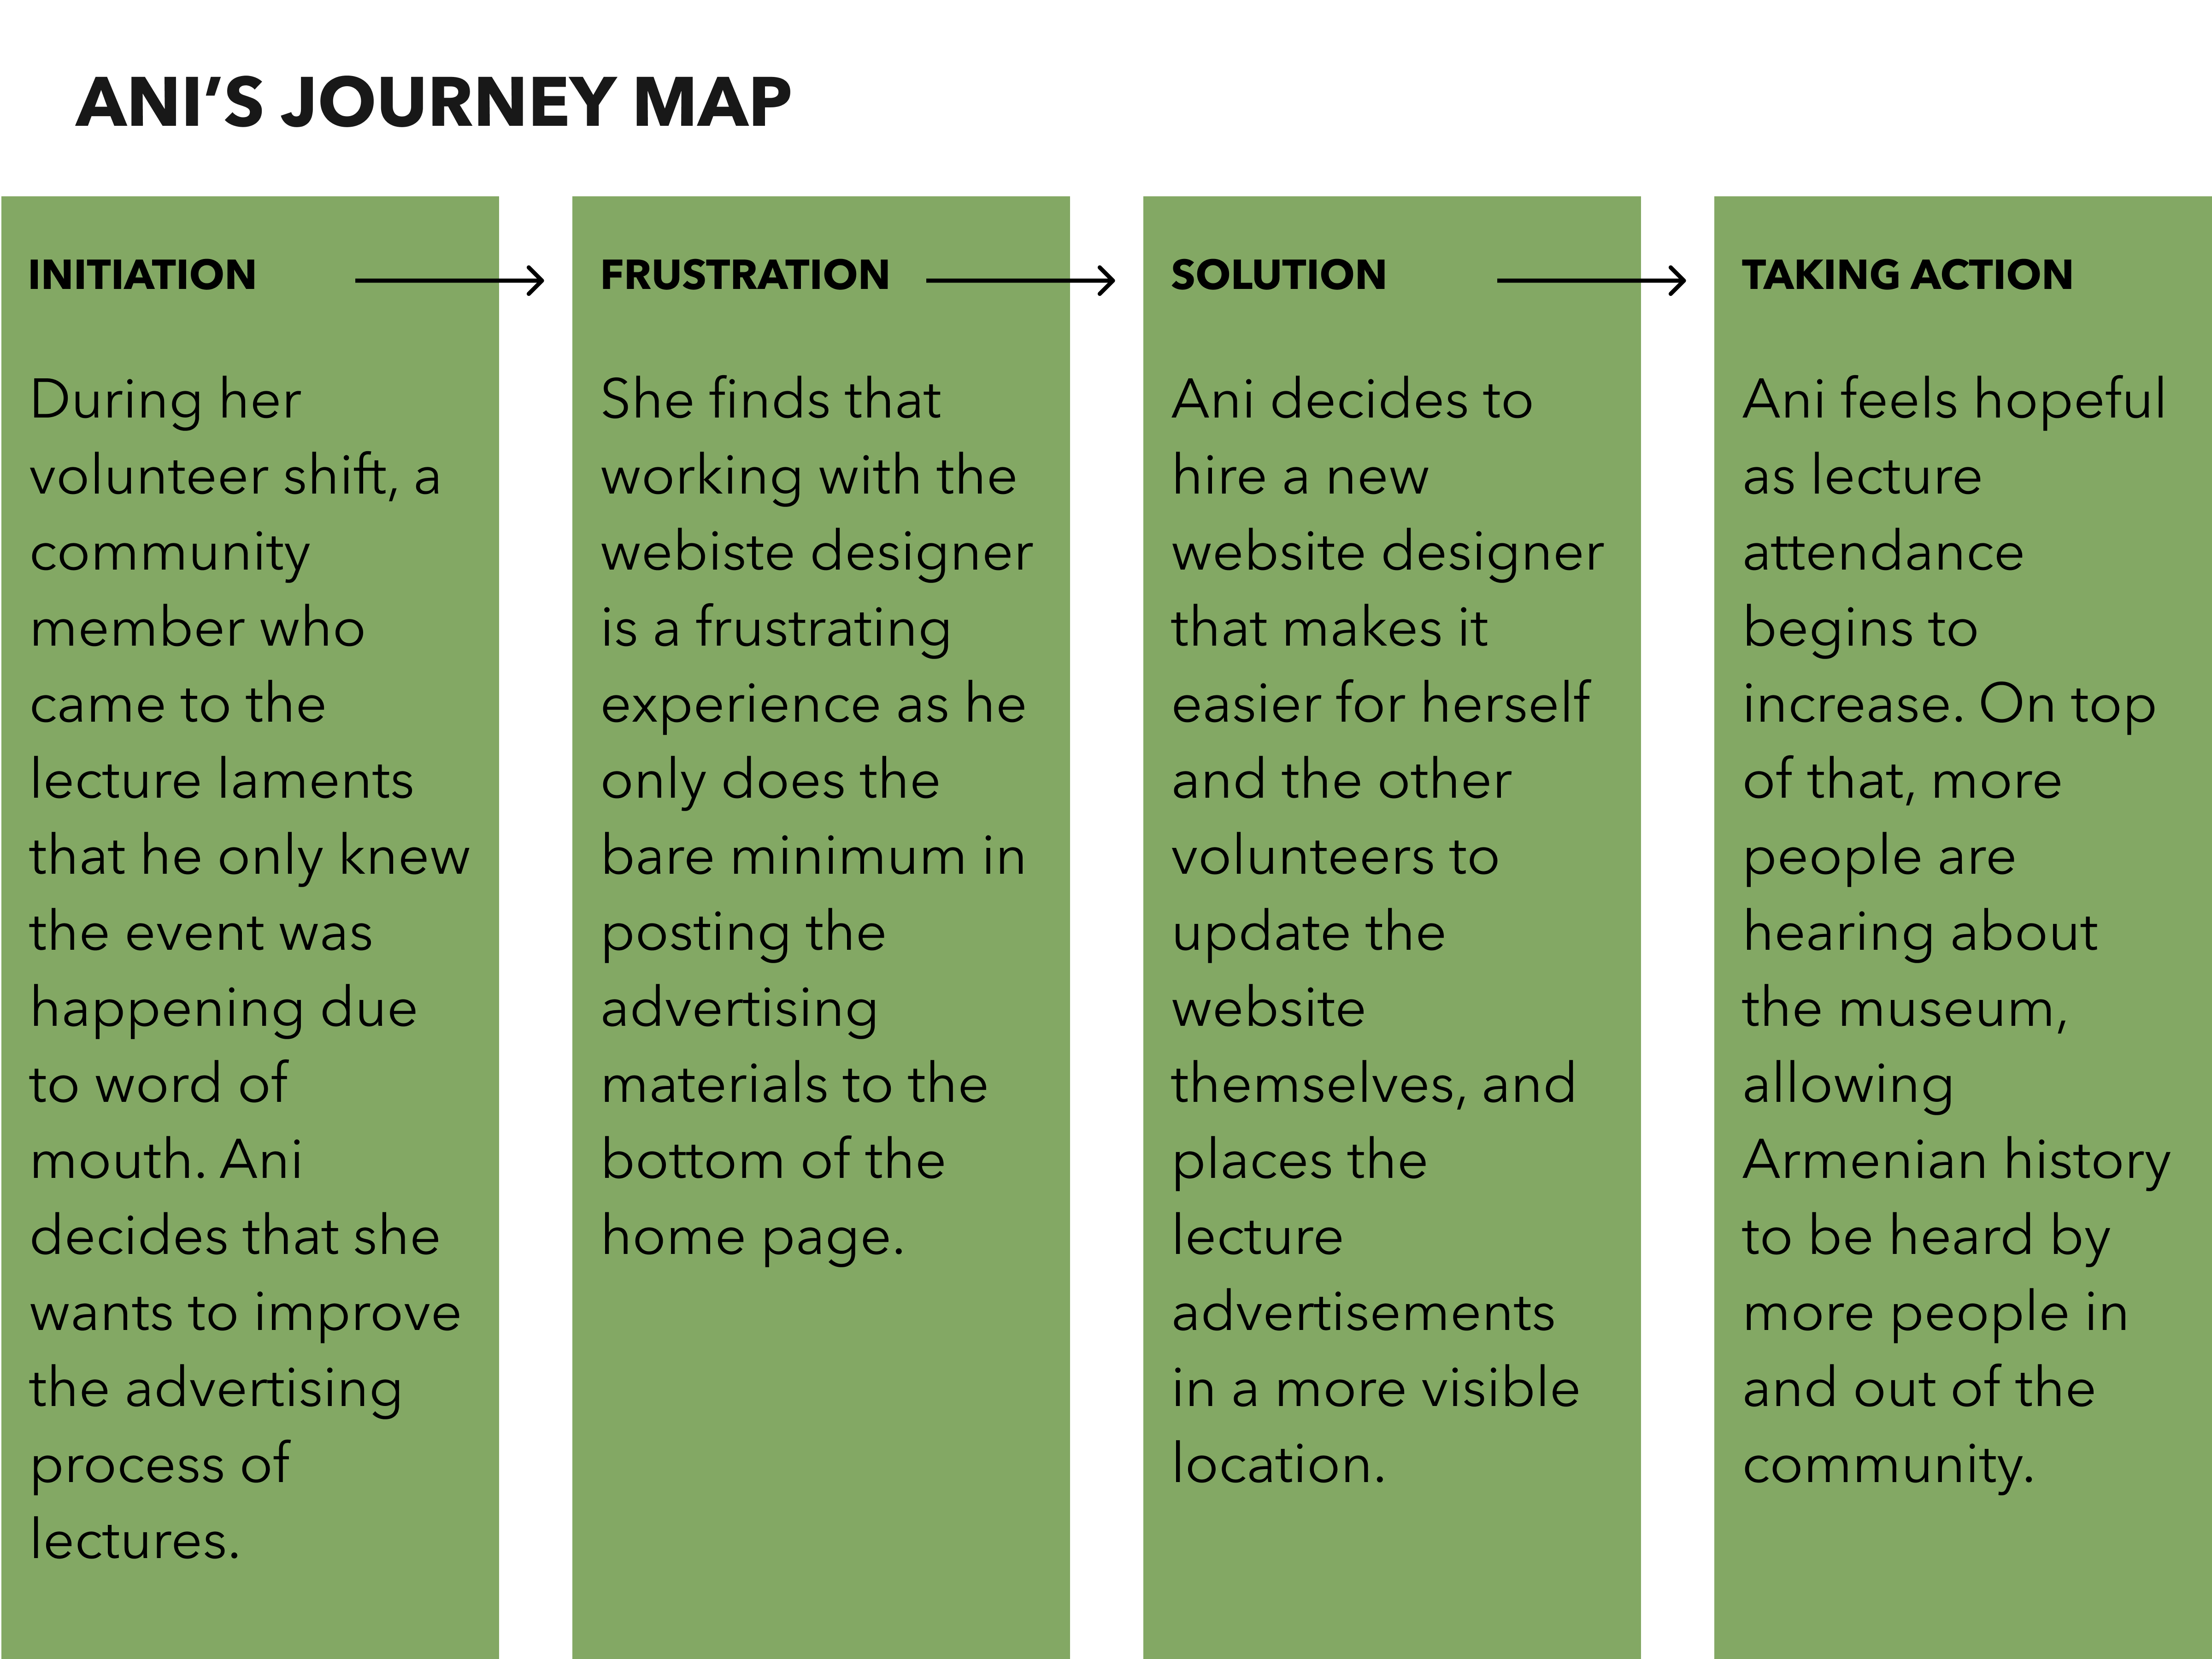 ANI’S JOURNEY MAP
INITIATION
During her
volunteer shift, a
community
member who
came to the
lecture laments
that he only knew
the event was
happening due
to word of
mouth. Ani
decides that she
wants to improve
the advertising
process of
lectures.
FRUSTRATION
She finds that
working with the
webiste designer
is a frustrating
experience as he
only does the
bare minimum in
posting the
advertising
materials to the
bottom of the
home page.
SOLUTION
Ani decides to
hire a new
website designer
that makes it
easier for herself
and the other
volunteers to
update the
website
themselves, and
places the
lecture
advertisements
in a more visible
location.
TAKING ACTION
Ani feels hopeful
as lecture
attendance
begins to
increase. On top
of that, more
people are
hearing about
the museum,
allowing
Armenian history
to be heard by
more people in
and out of the
community.